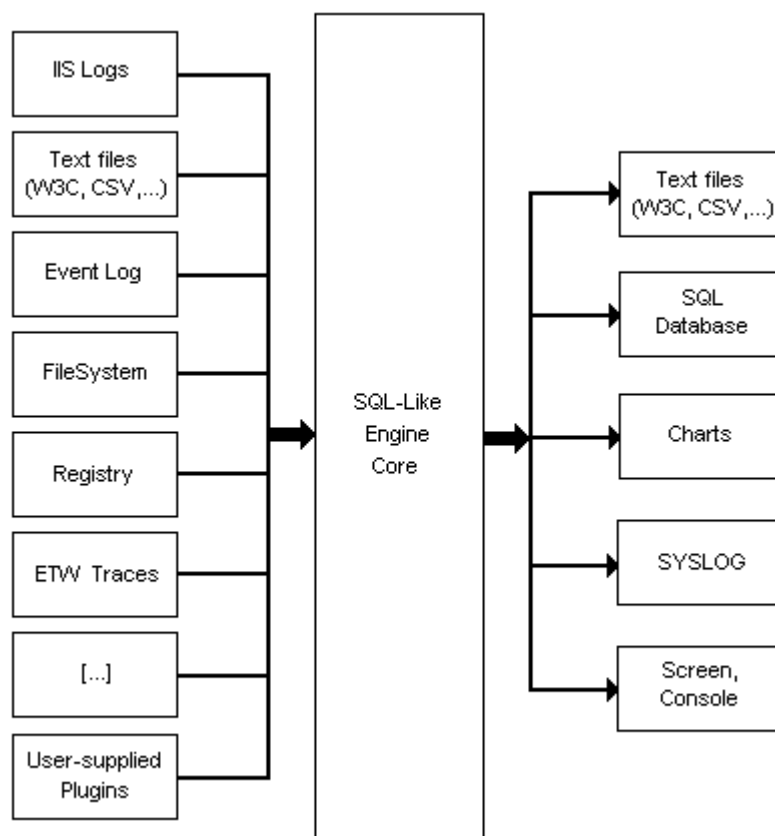 IIS Logs
Text files
(W3C, CSV,...)
Event Log
FileSystem
Registry
ETW Traces
[...]
User-supplied
Plugins
SQL-Like
Engine
Core
Text files
(W3C, CSV,...)
SQL
Database
Charts
SYSLOG
Screen,
Console